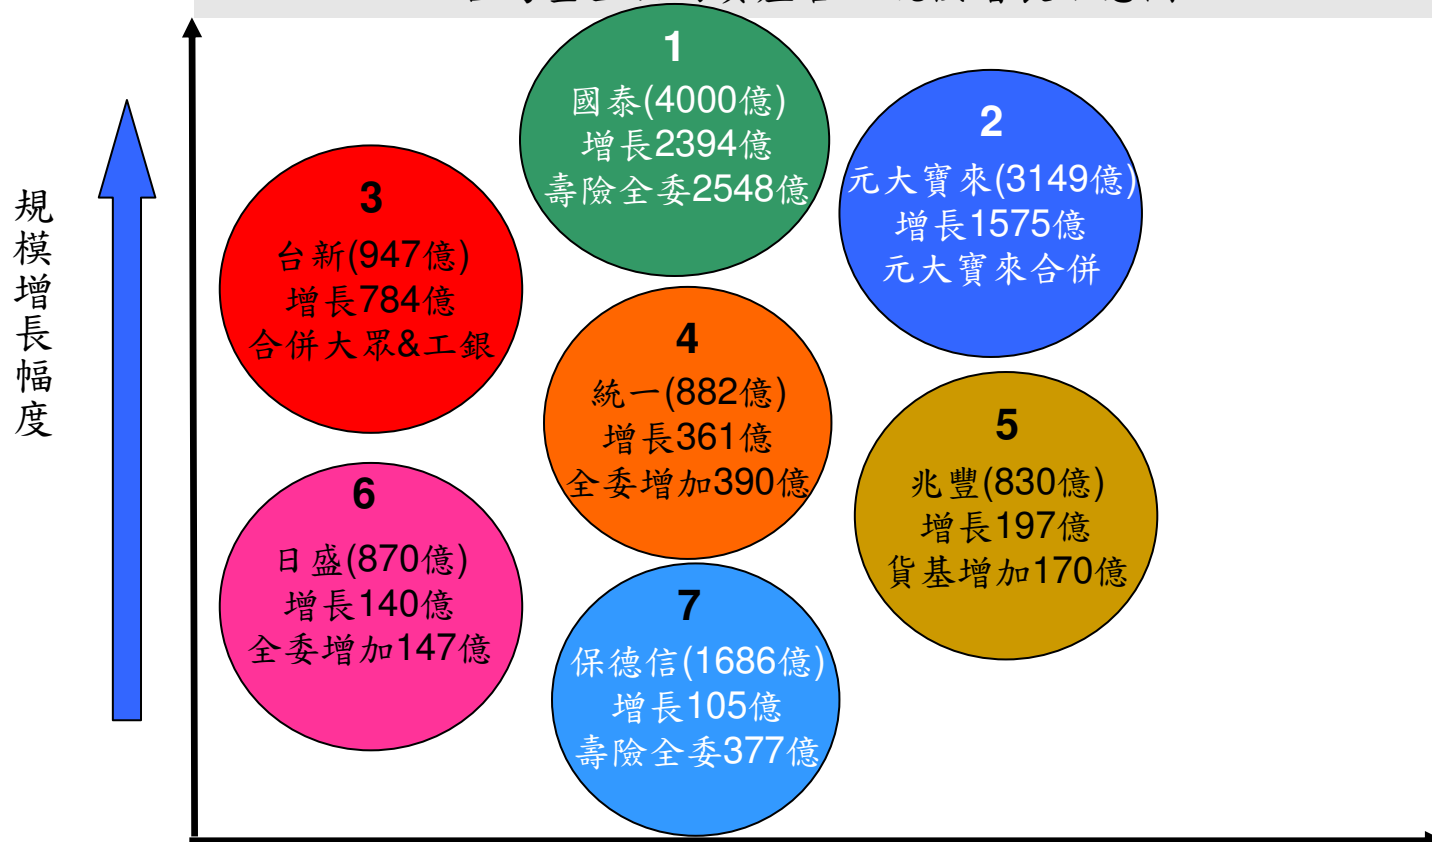 規模增長幅度
1
國泰(4000億)
增長2394億
壽險全委2548億
2
元大寶來(3149億)
增長1575億
元大寶來合併
3
台新(947億)
增長784億
合併大眾&工銀
4
統一(882億)
增長361億
全委增加390億
5
兆豐(830億)
增長197億
貨基增加170億
6
日盛(870億)
增長140億
全委增加147億
7
保德信(1686億)
增長105億
壽險全委377億